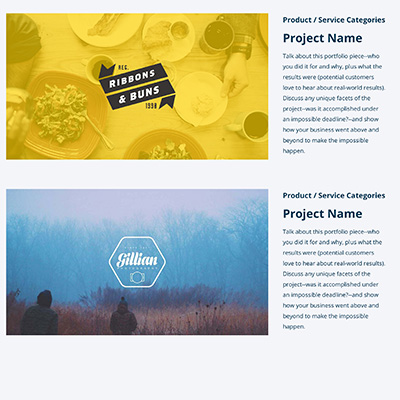 Product / Service Categories
Project Name
REG.
RIBBONS
& BUNS
1998
Talk about this portfolio piece--who
you did it for and why, plus what the
results were (potential customers
love to hear about real-world results).
Discuss any unique facets of the
project--was it accomplished under
an impossible deadline?--and show
how your business went above and
beyond to make the impossible
happen.
Product / Service Categories
Project Name
Gillian
PHOTOGRAPHY
Talk about this portfolio piece--who
you did it for and why, plus what the
results were (potential customers
love to hear about real-world results).
Discuss any unique facets of the
project--was it accomplished under
an impossible deadline?--and show
how your business went above and
beyond to make the impossible
happen.